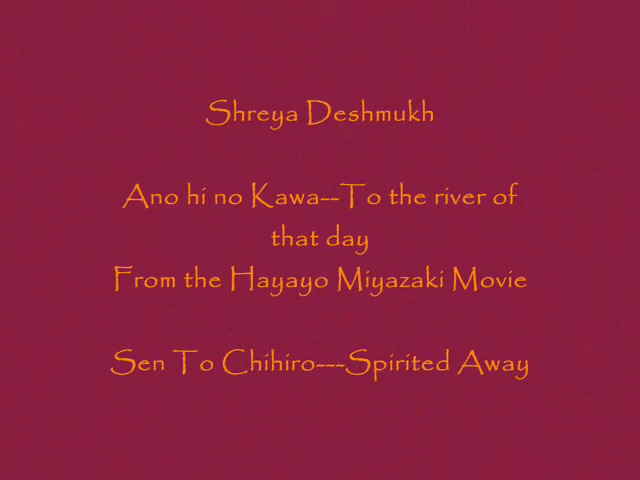 Shreya Deshmukh
Ano hi no Kawa--To the river of
that day
From the Hayayo Miyazaki Movie
Sen To Chihiro---Spirited Away